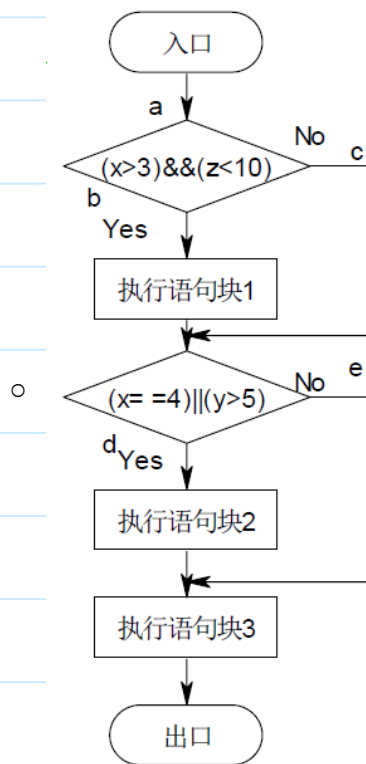 入口
a
No
c
(x>3)&&(z<10)
b
Yes
执行语句块1
No
e
(x= =4)||(y>5)
d
Yes
执行语句块2
执行语句块3
出口